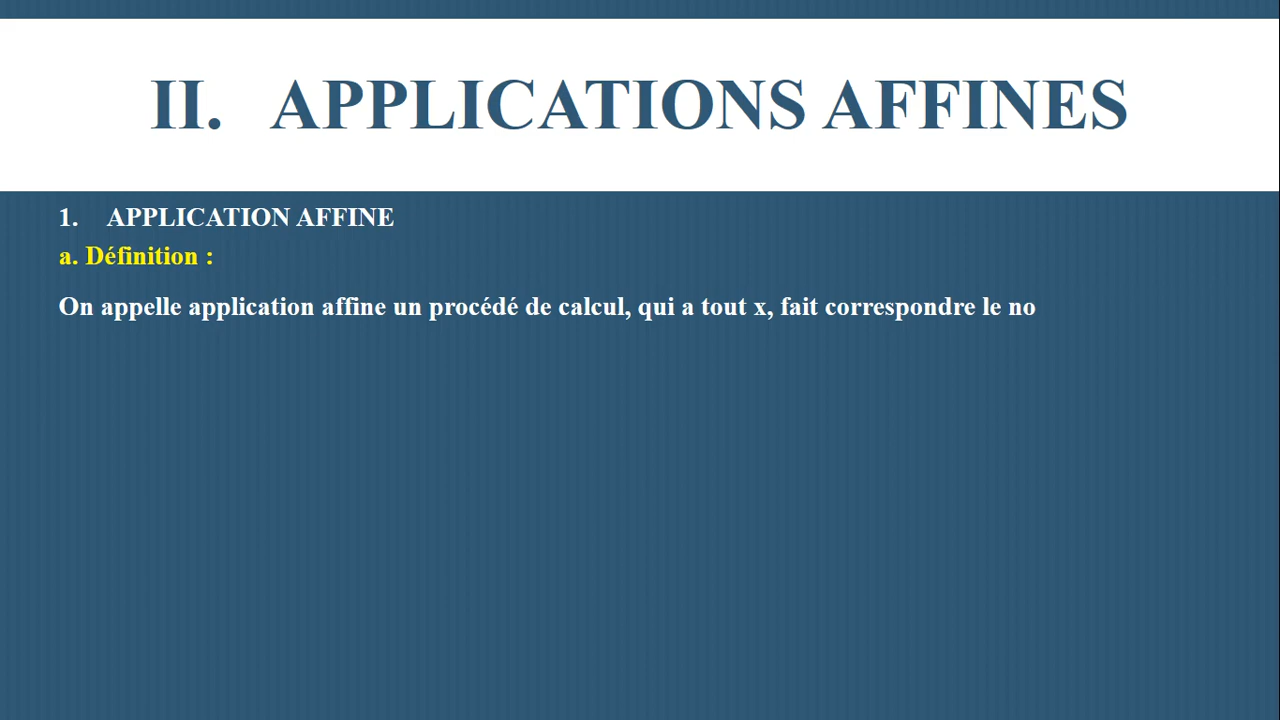 II. APPLICATIONS AFFINES
1. APPLICATION AFFINE
a. Définition :
On appelle application affine un procédé de calcul, qui a tout x, fait correspondre le no